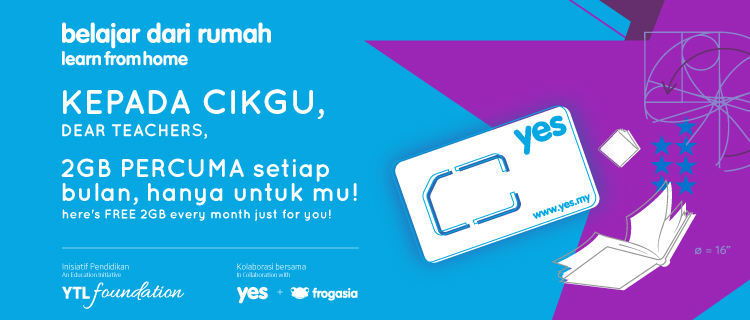 belajar dari rumah
learn from home
KEPADA CIKGU,
DEAR TEACHERS,
2GB PERCUMA setiap
bulan, hanya untuk mu!
here's FREE 2GB every month just for you!
Inisiatif Pendidikan
An Education Initiative
YTL foundation
Kolaborasi bersama
In Collaboration with
yes + frogasia
yes
www.yes.my
ø = 16"